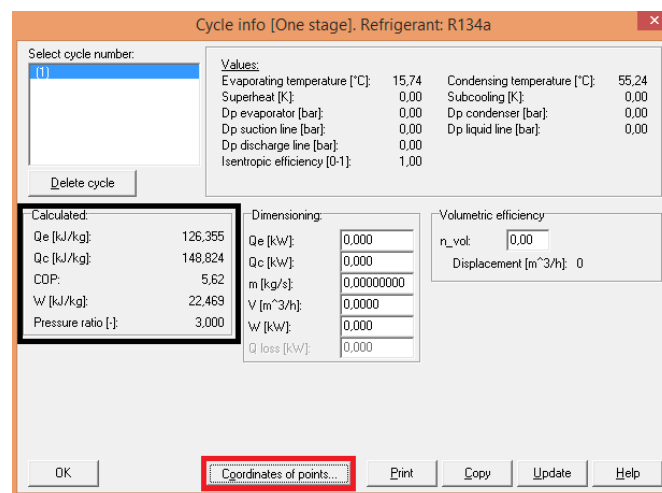 Cycle info [One stage]. Refrigerant: R134a
Select cycle number:
(1)
Delete cycle
Values:
Evaporating temperature [°C]: 15,74 Condensing temperature [°C]: 55,24
Superheat [K]: 0,00 Subcooling [K]: 0,00
Dp evaporator [bar]: 0,00 Dp condenser [bar]: 0,00
Dp suction line [bar]: 0,00 Dp liquid line [bar]: 0,00
Dp discharge line [bar]: 0,00
Isentropic efficiency [0-1]: 1,00
Calculated:
Qe [kJ/kg]: 126,355
Qc [kJ/kg]: 148,824
COP: 5,62
W [kJ/kg]: 22,469
Pressure ratio [-]: 3,000
Dimensioning:
Qe [kW]: 0,000
Qc [kW]: 0,000
m [kg/s]: 0,00000000
V [m^3/h]: 0,0000
W [kW]: 0,000
Q loss [kW]: 0,000
Volumetric efficiency
n_vol: 0,00
Displacement [m^3/h]: 0
OK Coordinates of points... Print Copy Update Help